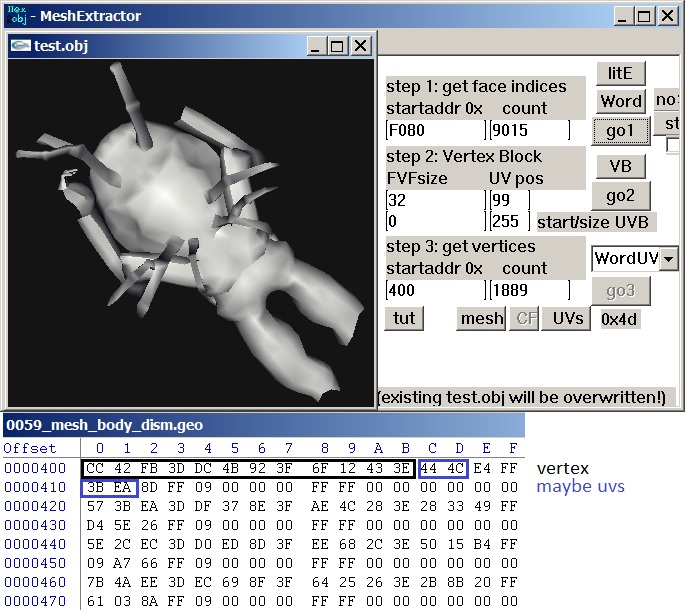 Hex
obj - MeshExtractor
test.obj
step 1: get face indices
startaddr 0x count
F080 9015
litE
Word
go1
no
st
step 2: Vertex Block
FVFsize UV pos
32 99
0 255 start/size UVB
VB
go2
step 3: get vertices
startaddr 0x count
400 1889
WordUV
go3
tut mesh CF UVs 0x4d
(existing test.obj will be overwritten!)
0059_mesh_body_dism.geo
Offset 0 1 2 3 4 5 6 7 8 9 A B C D E F
0000400 CC 42 FB 3D DC 4B 92 3F 6F 12 43 3E 44 4C E4 FF vertex
0000410 3B EA 8D FF 09 00 00 00 FF FF 00 00 00 00 00 00 maybe uvs
0000420 57 3B EA 3D DF 37 8E 3F AE 4C 28 3E 28 33 49 FF
0000430 D4 5E 26 FF 09 00 00 00 FF FF 00 00 00 00 00 00
0000440 5E 2C EC 3D D0 ED 8D 3F EE 68 2C 3E 50 15 B4 FF
0000450 09 A7 66 FF 09 00 00 00 FF FF 00 00 00 00 00 00
0000460 7B 4A EE 3D EC 69 8F 3F 64 25 26 3E 2B 8B 20 FF
0000470 61 03 8A FF 09 00 00 00 FF FF 00 00 00 00 00 00